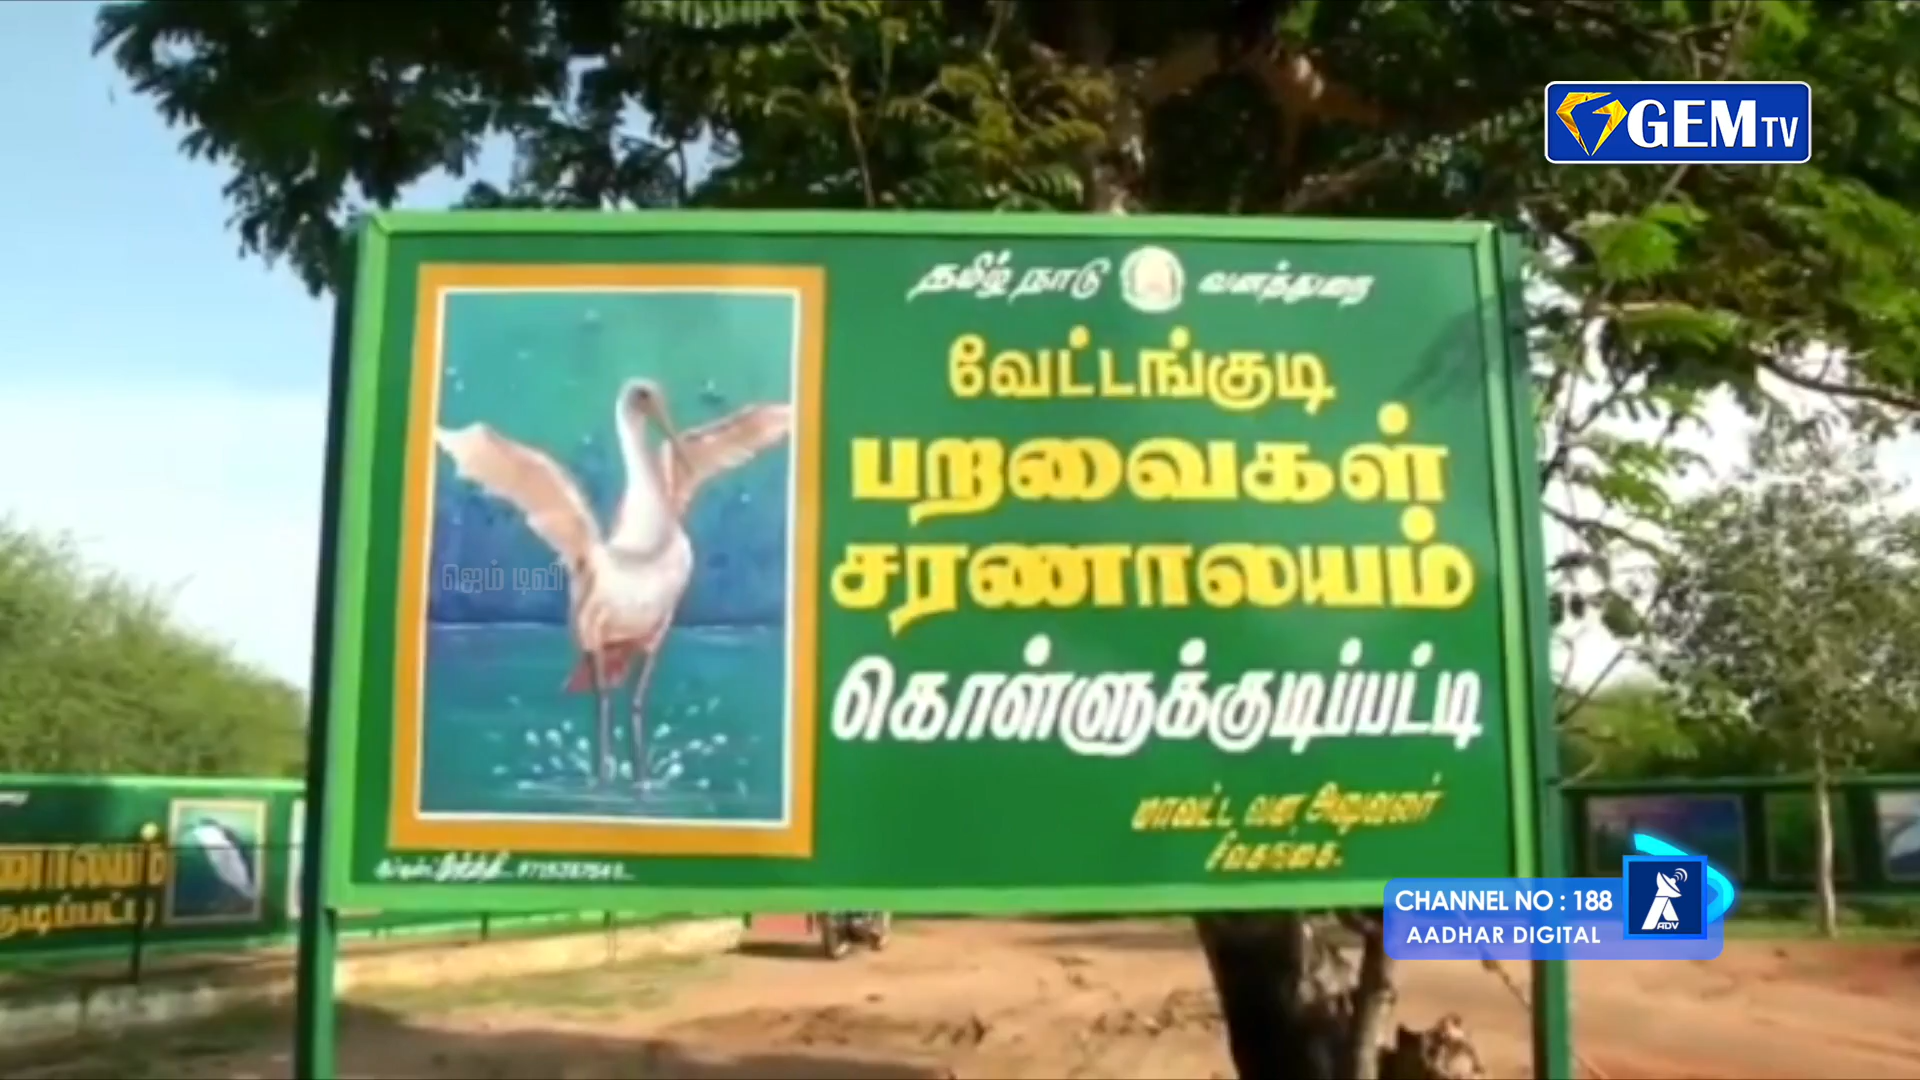 GEM TV
தமிழ் நாடு வனத்துறை
வேட்டங்குடி
பறவைகள்
சரணாலயம்
கொள்ளுக்குடிப்பட்டி
மாவட்ட வன அலுவலர்
சிவகங்கை.
ஜெம் டிவி
CHANNEL NO : 188
AADHAR DIGITAL
ADV